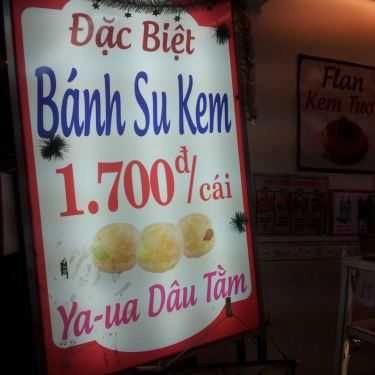 Đặc Biệt
Bánh Su Kem
1.700đ/cái
Ya-ua Dâu Tằm
Flan
Kem Tươi